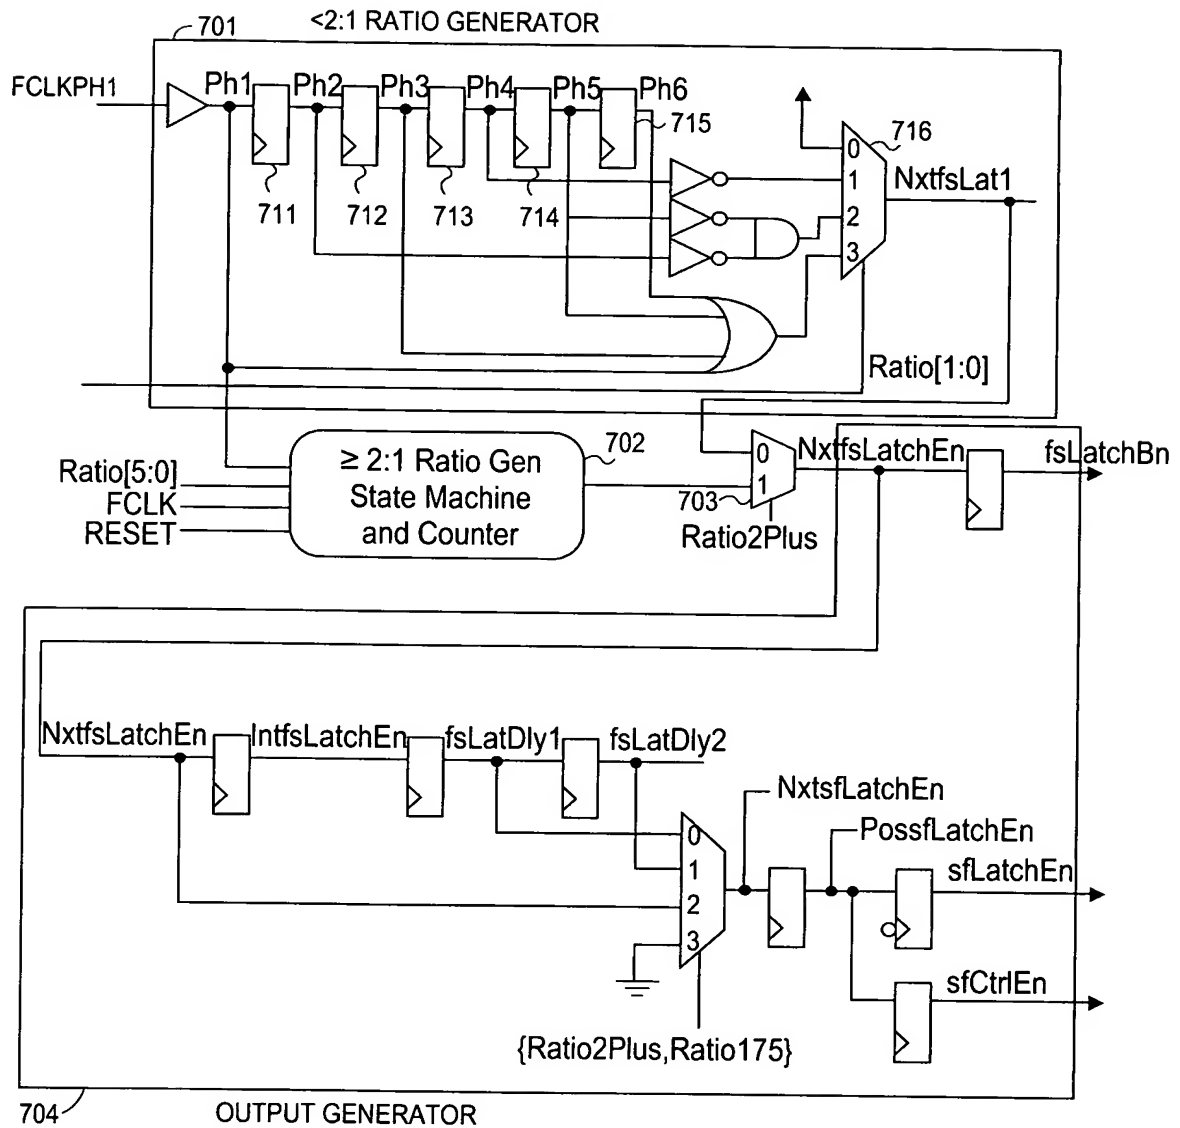 701
<2:1 RATIO GENERATOR
FCLKPH1
Ph1
Ph2
Ph3
Ph4
Ph5
Ph6
715
716
711
712
713
714
0
1
2
3
NxtfsLat1
Ratio[1:0]
Ratio[5:0]
FCLK
RESET
≥ 2:1 Ratio Gen
State Machine
and Counter
702
703
0
1
Ratio2Plus
NxtfsLatchEn
fsLatchBn
NxtfsLatchEn
IntfsLatchEn
fsLatDly1
fsLatDly2
0
1
2
3
NxtsfLatchEn
PossfLatchEn
sfLatchEn
sfCtrlEn
{Ratio2Plus,Ratio175}
704
OUTPUT GENERATOR